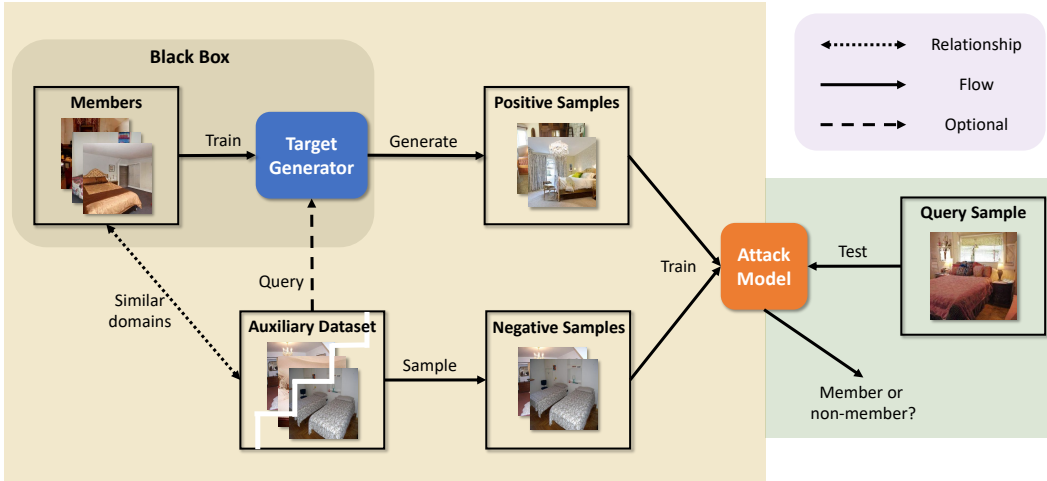 Black Box
Members
Train
Target
Generator
Generate
Positive Samples
Relationship
Flow
Optional
Similar
domains
Query
Auxiliary Dataset
Sample
Negative Samples
Train
Attack
Model
Test
Query Sample
Member or
non-member?